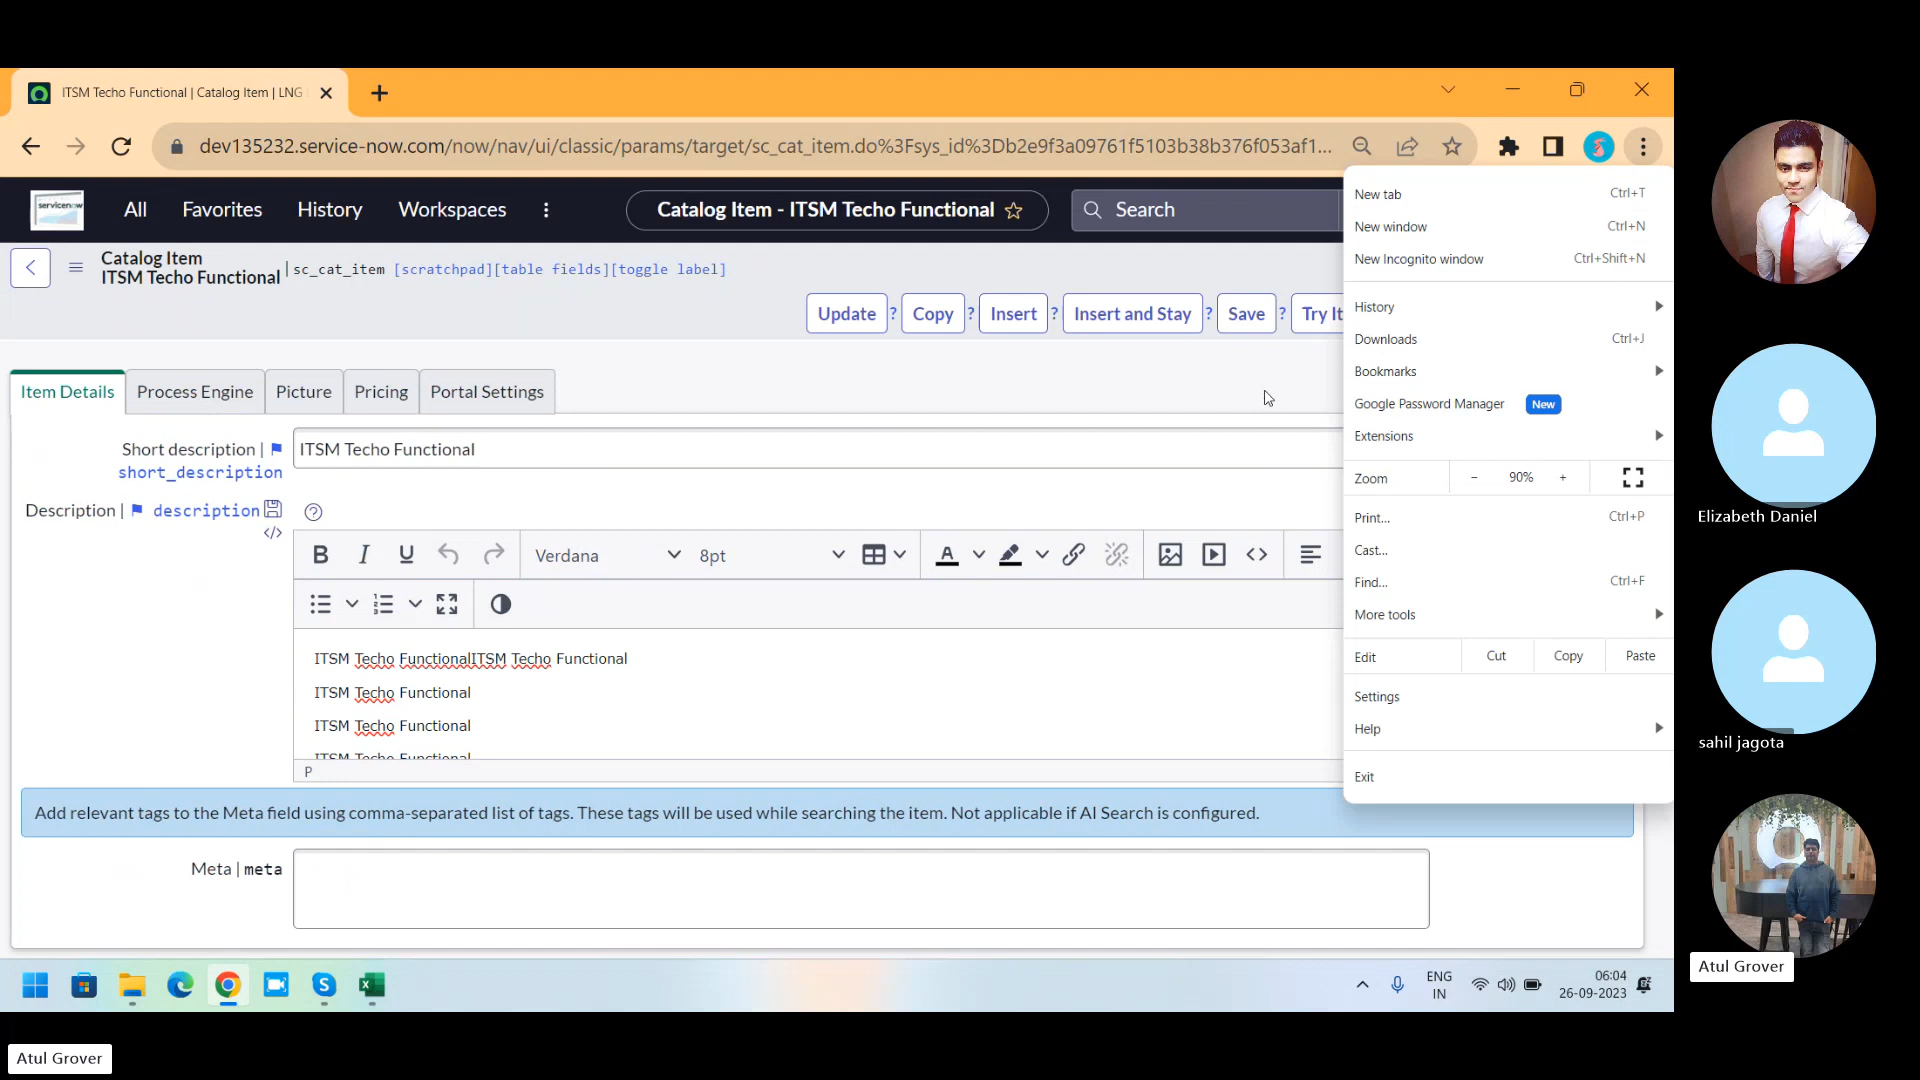 ITSM Techo Functional | Catalog Item | LNG
dev135232.service-now.com/now/nav/ui/classic/params/target/sc_cat_item.do%3Fsys_id%3Db2e9f3a09761f5103b38b376f053af1...
servicenow
All
Favorites
History
Workspaces
Catalog Item - ITSM Techo Functional
Search
Catalog Item
ITSM Techo Functional
|sc_cat_item [scratchpad][table fields][toggle label]
Update ? Copy ? Insert ? Insert and Stay ? Save ? Try It
Item Details
Process Engine
Picture
Pricing
Portal Settings
Short description |
short_description
ITSM Techo Functional
Description | description
B I U Verdana 8pt A
ITSM Techo FunctionalITSM Techo Functional
ITSM Techo Functional
ITSM Techo Functional
ITSM Techo Functional
P
Add relevant tags to the Meta field using comma-separated list of tags. These tags will be used while searching the item. Not applicable if AI Search is configured.
Meta | meta
New tab Ctrl+T
New window Ctrl+N
New Incognito window Ctrl+Shift+N
History
Downloads Ctrl+J
Bookmarks
Google Password Manager New
Extensions
Zoom - 90% +
Print... Ctrl+P
Cast...
Find... Ctrl+F
More tools
Edit Cut Copy Paste
Settings
Help
Exit
ENG
IN
06:04
26-09-2023
Elizabeth Daniel
sahil jagota
Atul Grover
Atul Grover